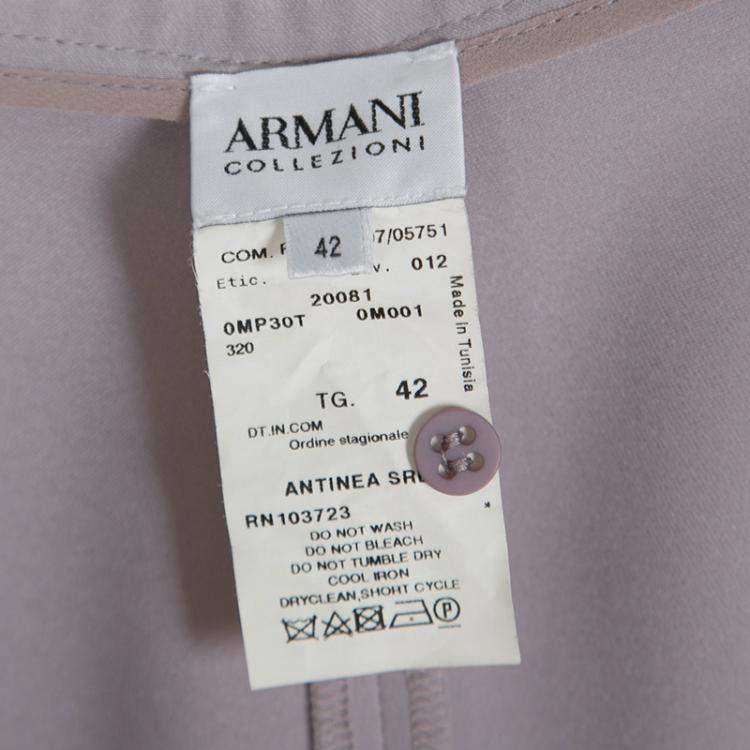 ARMANI
COLLEZIONI
42
COM. 7/05751
Etic. 012
20081
0MP30T 0M001
320
Made in Tunisia
TG. 42
DT.IN.COM
Ordine stagionale
ANTINEA
RN103723
*
DO NOT WASH
DO NOT BLEACH
DO NOT TUMBLE DRY
COOL IRON
DRYCLEAN,SHORT CYCLE
P